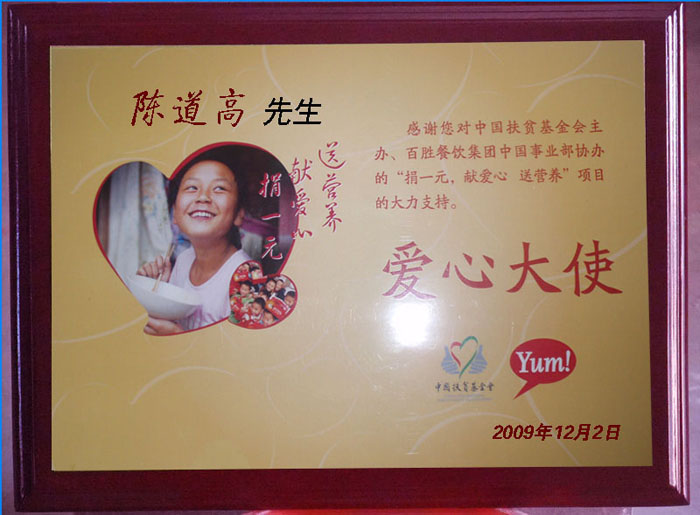 陈道高 先生
送营养
献爱心
捐一元
感谢您对中国扶贫基金会主
办、百胜餐饮集团中国事业部协办
的“捐一元，献爱心 送营养”项目
的大力支持。
爱心大使
中国扶贫基金会
Yum!
2009年12月2日